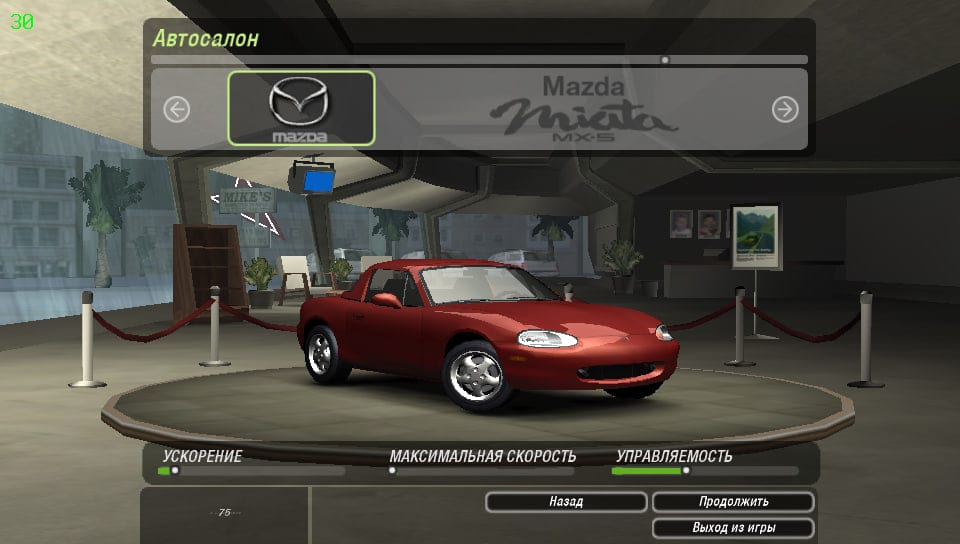 30
Автосалон
mazda
Mazda
Miata
MX-5
MIKE'S
УСКОРЕНИЕ
МАКСИМАЛЬНАЯ СКОРОСТЬ
УПРАВЛЯЕМОСТЬ
75
Назад
Продолжить
Выход из игры